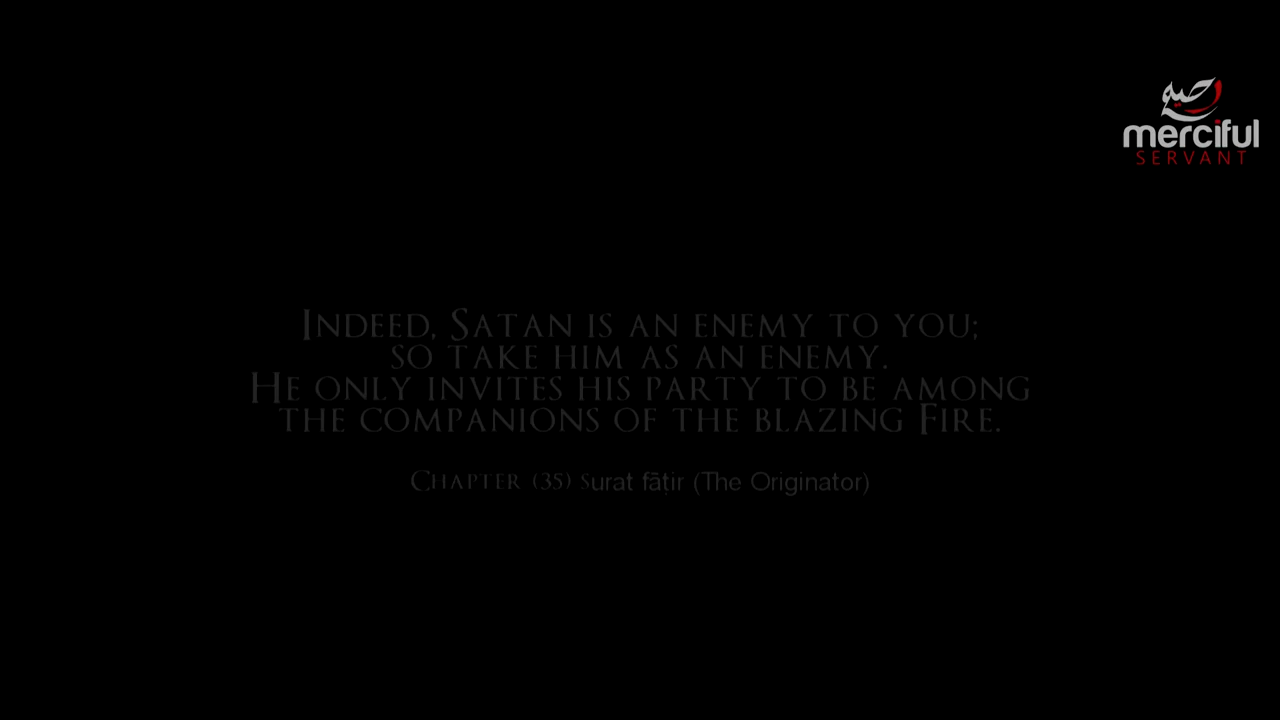 merciful
SERVANT
Indeed, Satan is an enemy to you;
so take him as an enemy.
He only invites his party to be among
the companions of the blazing Fire.
Chapter (35) Surat fāṭir (The Originator)